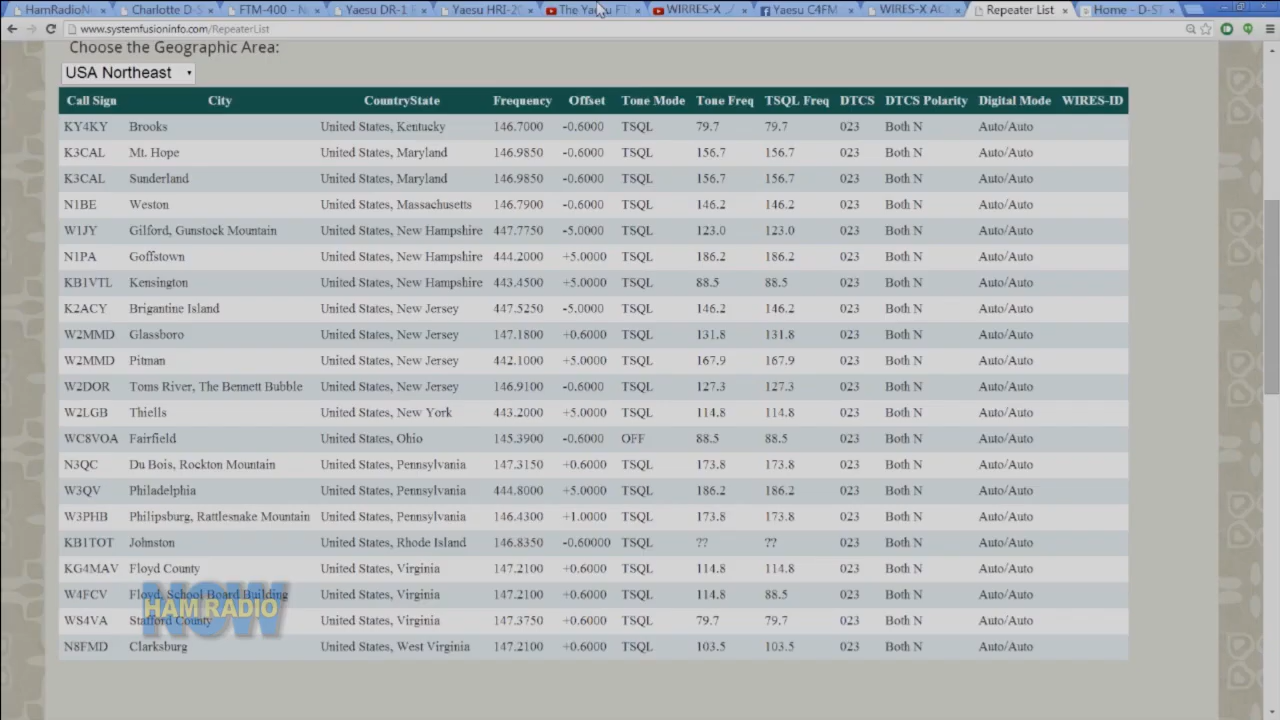 HamRadioN Charlotte D-S FTM-400 - N Yaesu DR-1 Yaesu HRI-20 The Yaesu FT WIRRES-X Yaesu C4FM WIRES-X AC Repeater List Home - D-ST
www.systemfusioninfo.com/RepeaterList
Choose the Geographic Area:
USA Northeast
Call Sign City CountryState Frequency Offset Tone Mode Tone Freq TSQL Freq DTCS DTCS Polarity Digital Mode WIRES-ID
KY4KY Brooks United States, Kentucky 146.7000 -0.6000 TSQL 79.7 79.7 023 Both N Auto/Auto
K3CAL Mt. Hope United States, Maryland 146.9850 -0.6000 TSQL 156.7 156.7 023 Both N Auto/Auto
K3CAL Sunderland United States, Maryland 146.9850 -0.6000 TSQL 156.7 156.7 023 Both N Auto/Auto
N1BE Weston United States, Massachusetts 146.7900 -0.6000 TSQL 146.2 146.2 023 Both N Auto/Auto
W1JY Gilford, Gunstock Mountain United States, New Hampshire 447.7750 -5.0000 TSQL 123.0 123.0 023 Both N Auto/Auto
N1PA Goffstown United States, New Hampshire 444.2000 +5.0000 TSQL 186.2 186.2 023 Both N Auto/Auto
KB1VTL Kensington United States, New Hampshire 443.4500 +5.0000 TSQL 88.5 88.5 023 Both N Auto/Auto
K2ACY Brigantine Island United States, New Jersey 447.5250 -5.0000 TSQL 146.2 146.2 023 Both N Auto/Auto
W2MMD Glassboro United States, New Jersey 147.1800 +0.6000 TSQL 131.8 131.8 023 Both N Auto/Auto
W2MMD Pitman United States, New Jersey 442.1000 +5.0000 TSQL 167.9 167.9 023 Both N Auto/Auto
W2DOR Toms River, The Bennett Bubble United States, New Jersey 146.9100 -0.6000 TSQL 127.3 127.3 023 Both N Auto/Auto
W2LGB Thiells United States, New York 443.2000 +5.0000 TSQL 114.8 114.8 023 Both N Auto/Auto
WC8VOA Fairfield United States, Ohio 145.3900 -0.6000 OFF 88.5 88.5 023 Both N Auto/Auto
N3QC Du Bois, Rockton Mountain United States, Pennsylvania 147.3150 +0.6000 TSQL 173.8 173.8 023 Both N Auto/Auto
W3QV Philadelphia United States, Pennsylvania 444.8000 +5.0000 TSQL 186.2 186.2 023 Both N Auto/Auto
W3PHB Philipsburg, Rattlesnake Mountain United States, Pennsylvania 146.4300 +1.0000 TSQL 173.8 173.8 023 Both N Auto/Auto
KB1TOT Johnston United States, Rhode Island 146.8350 -0.60000 TSQL ?? ?? 023 Both N Auto/Auto
KG4MAV Floyd County United States, Virginia 147.2100 +0.6000 TSQL 114.8 114.8 023 Both N Auto/Auto
W4FCV Floyd, School Board Building United States, Virginia 147.2100 +0.6000 TSQL 114.8 88.5 023 Both N Auto/Auto
WS4VA Stafford County United States, Virginia 147.3750 +0.6000 TSQL 79.7 79.7 023 Both N Auto/Auto
N8FMD Clarksburg United States, West Virginia 147.2100 +0.6000 TSQL 103.5 103.5 023 Both N Auto/Auto
HAM RADIO
NOW